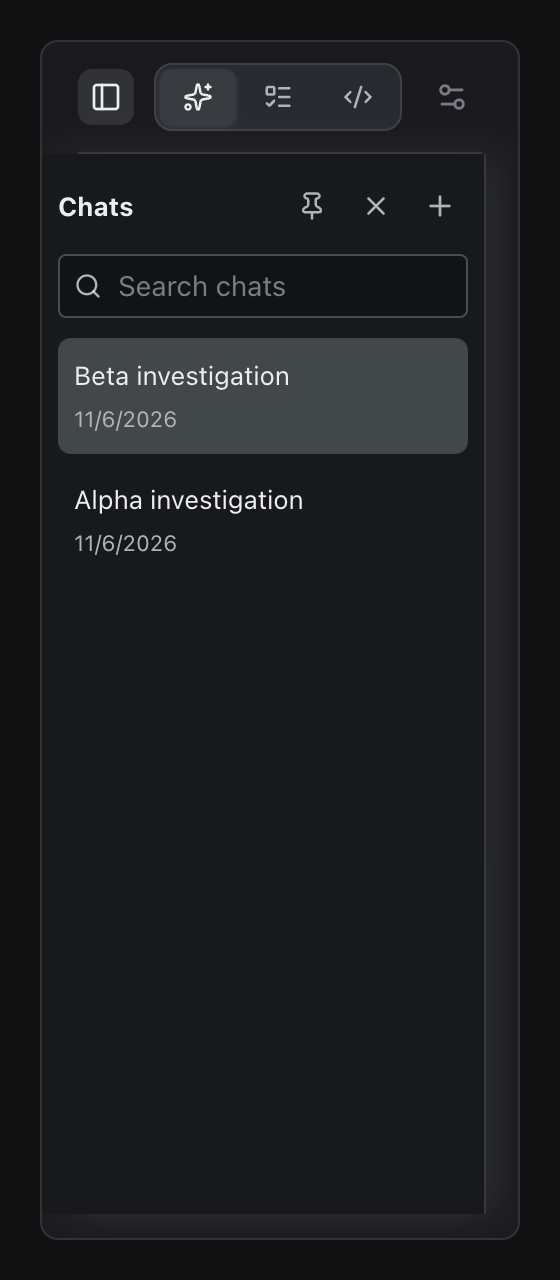 Chats
Search chats
Beta investigation
11/6/2026
Alpha investigation
11/6/2026